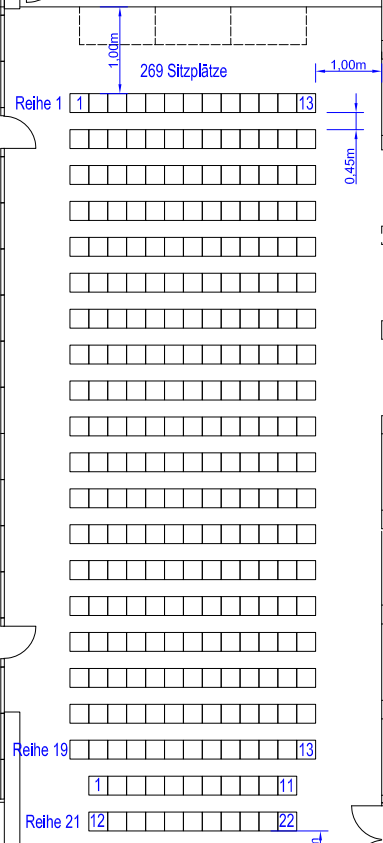 1,00m
269 Sitzplätze
1,00m
Reihe 1
1
13
0,45m
Reihe 19
13
1
11
Reihe 21
12
22